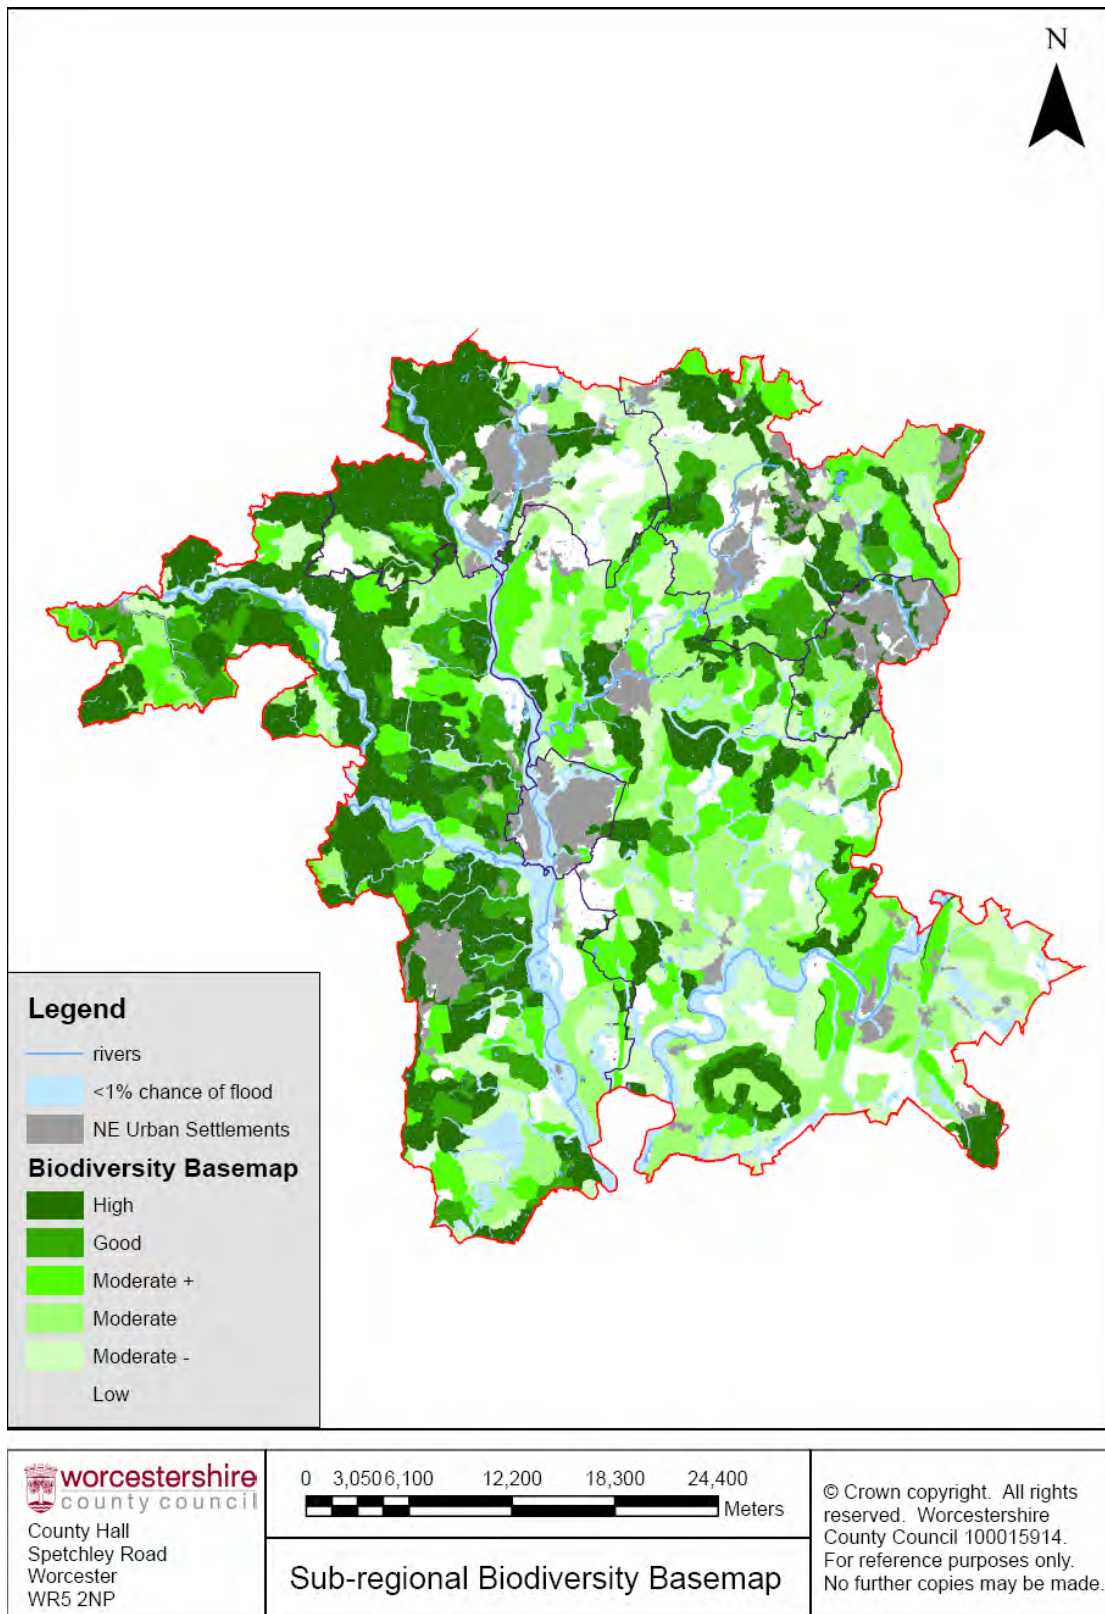 N
Legend
rivers
<1% chance of flood
NE Urban Settlements
Biodiversity Basemap
High
Good
Moderate +
Moderate
Moderate -
Low
worcestershire
county council
County Hall
Spetchley Road
Worcester
WR5 2NP
0 3,050 6,100 12,200 18,300 24,400
Meters
Sub-regional Biodiversity Basemap
© Crown copyright. All rights
reserved. Worcestershire
County Council 100015914.
For reference purposes only.
No further copies may be made.